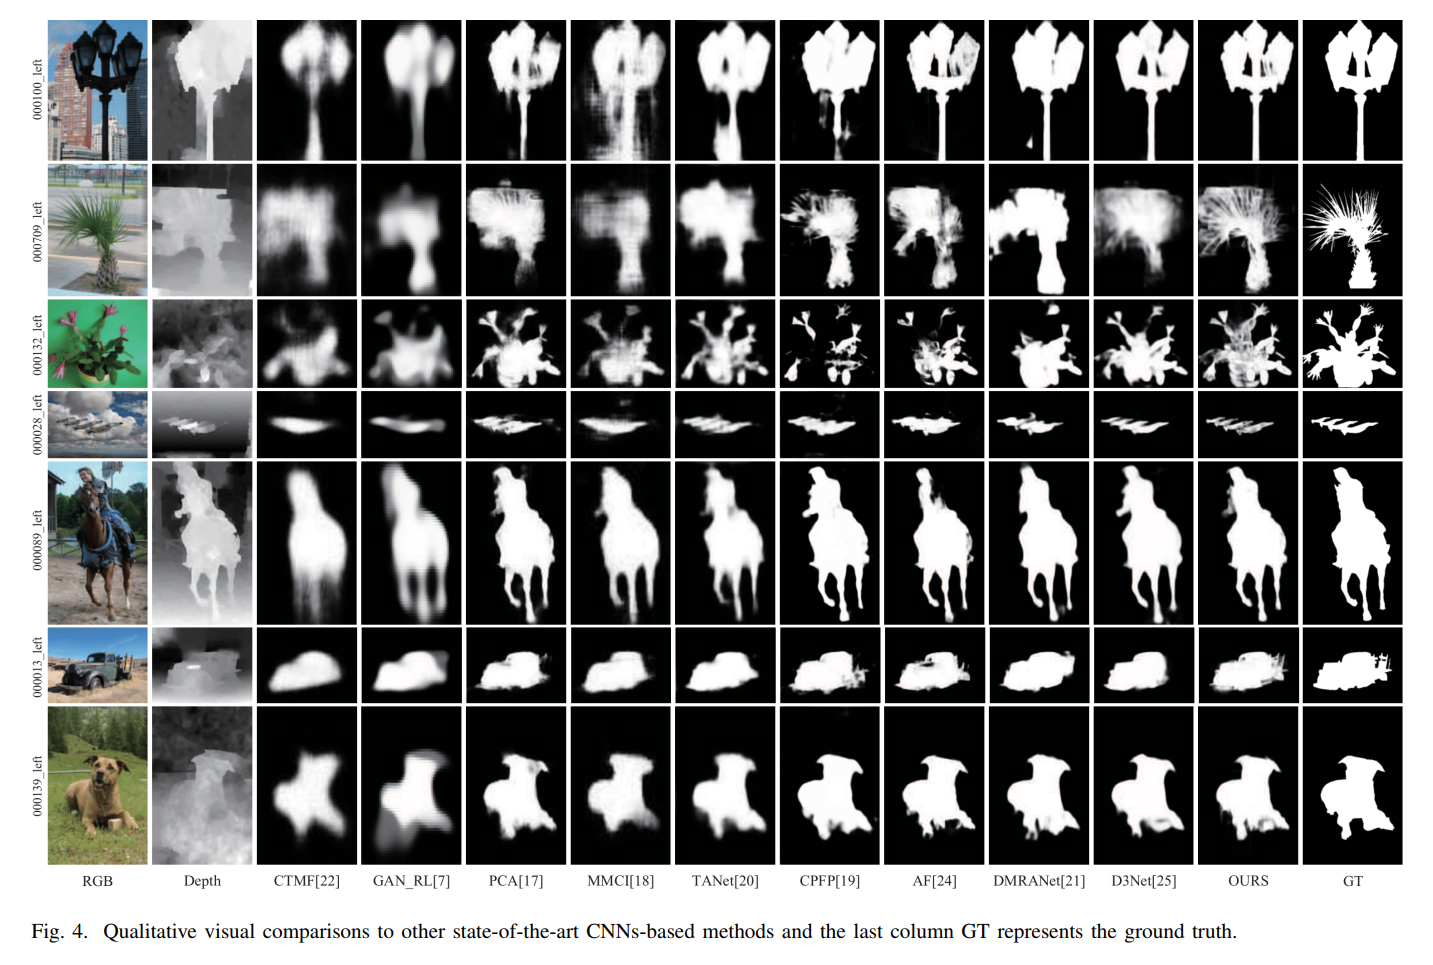 000100_left
000709_left
000132_left
000028_left
000089_left
000013_left
000139_left
RGB Depth CTMF[22] GAN_RL[7] PCA[17] MMCI[18] TANet[20] CPFP[19] AF[24] DMRANet[21] D3Net[25] OURS GT
Fig. 4. Qualitative visual comparisons to other state-of-the-art CNNs-based methods and the last column GT represents the ground truth.